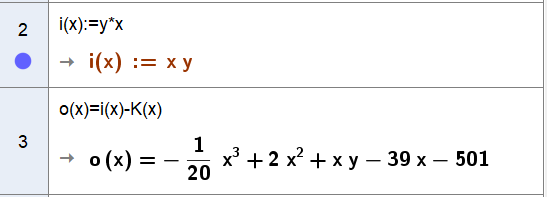 2
i(x):=y*x
→ i(x) := x y
3
o(x)=i(x)-K(x)
→ o (x) = − 1/20 x³ + 2 x² + x y − 39 x − 501